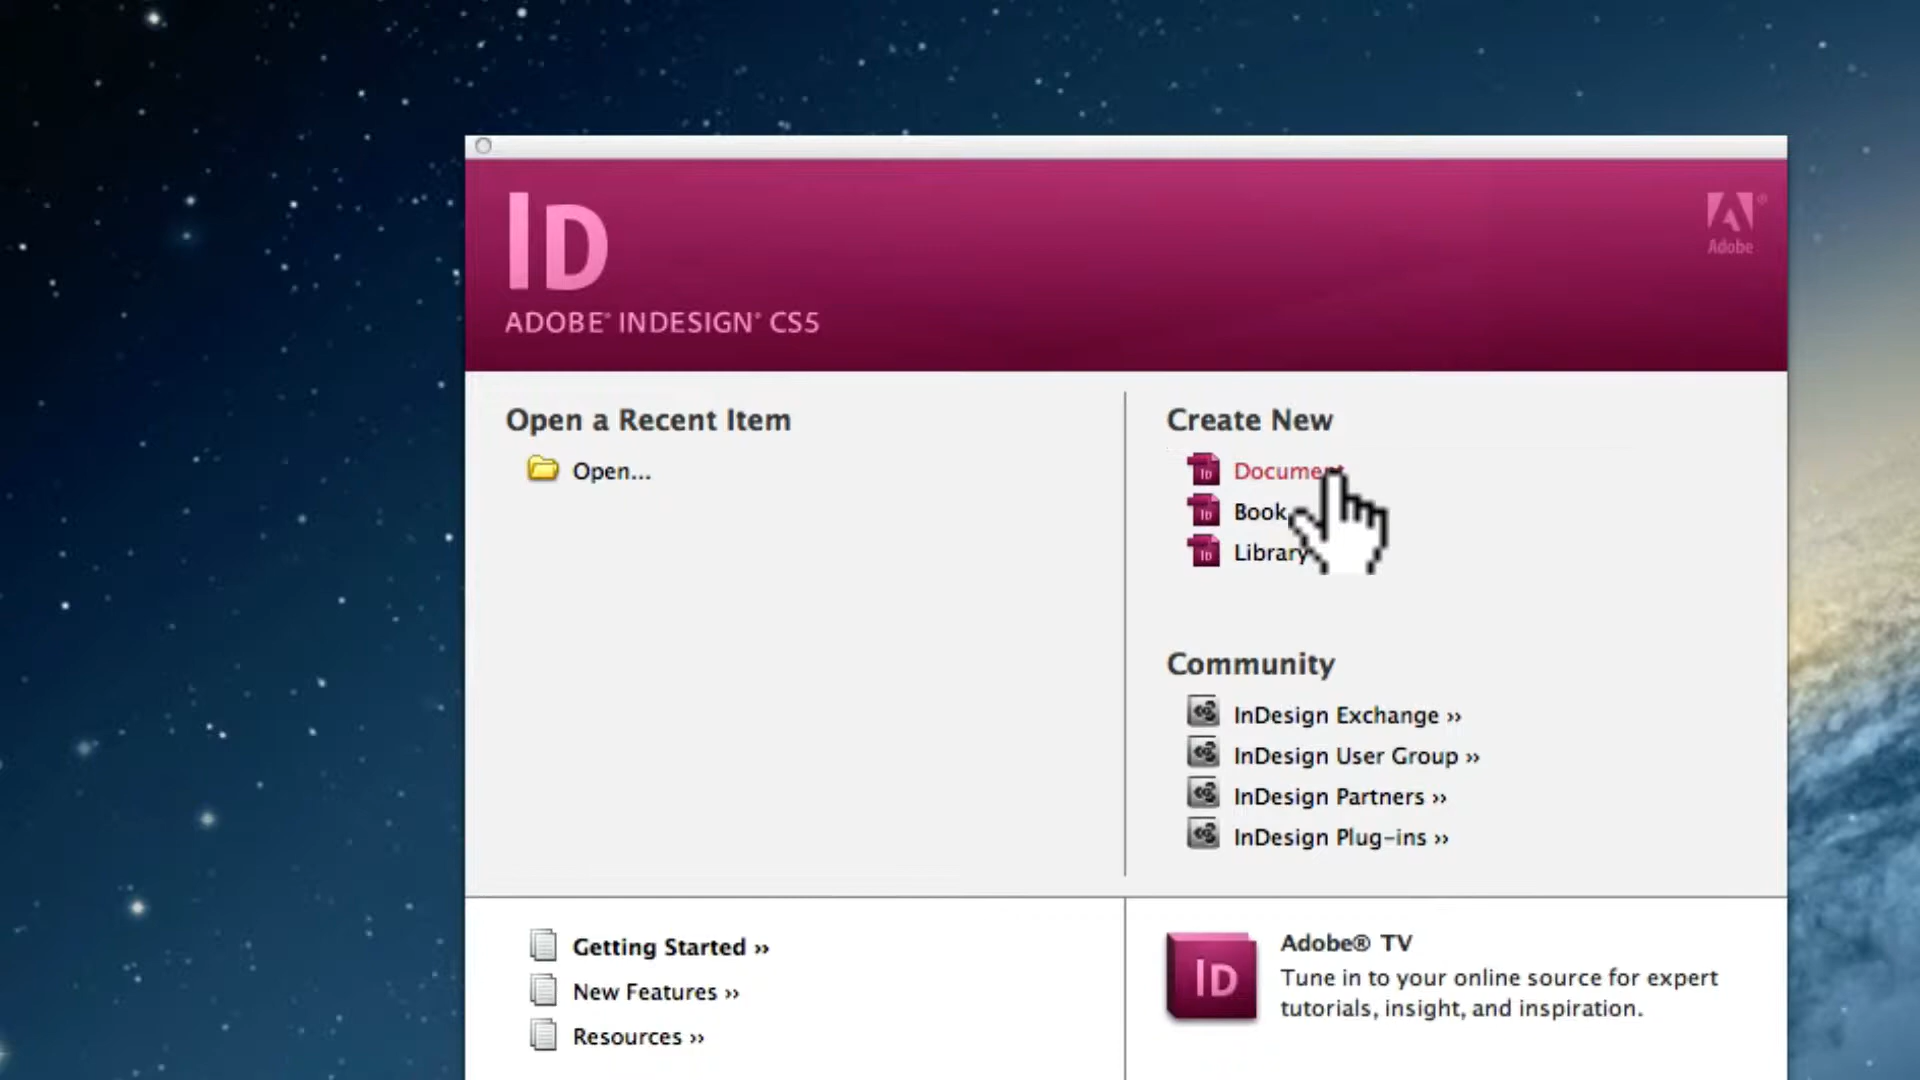 ID
ADOBE® INDESIGN® CS5
Adobe®
Open a Recent Item
Open...
Create New
Document
Book
Library
Community
InDesign Exchange ››
InDesign User Group ››
InDesign Partners ››
InDesign Plug-ins ››
Getting Started ››
New Features ››
Resources ››
ID
Adobe® TV
Tune in to your online source for expert
tutorials, insight, and inspiration.